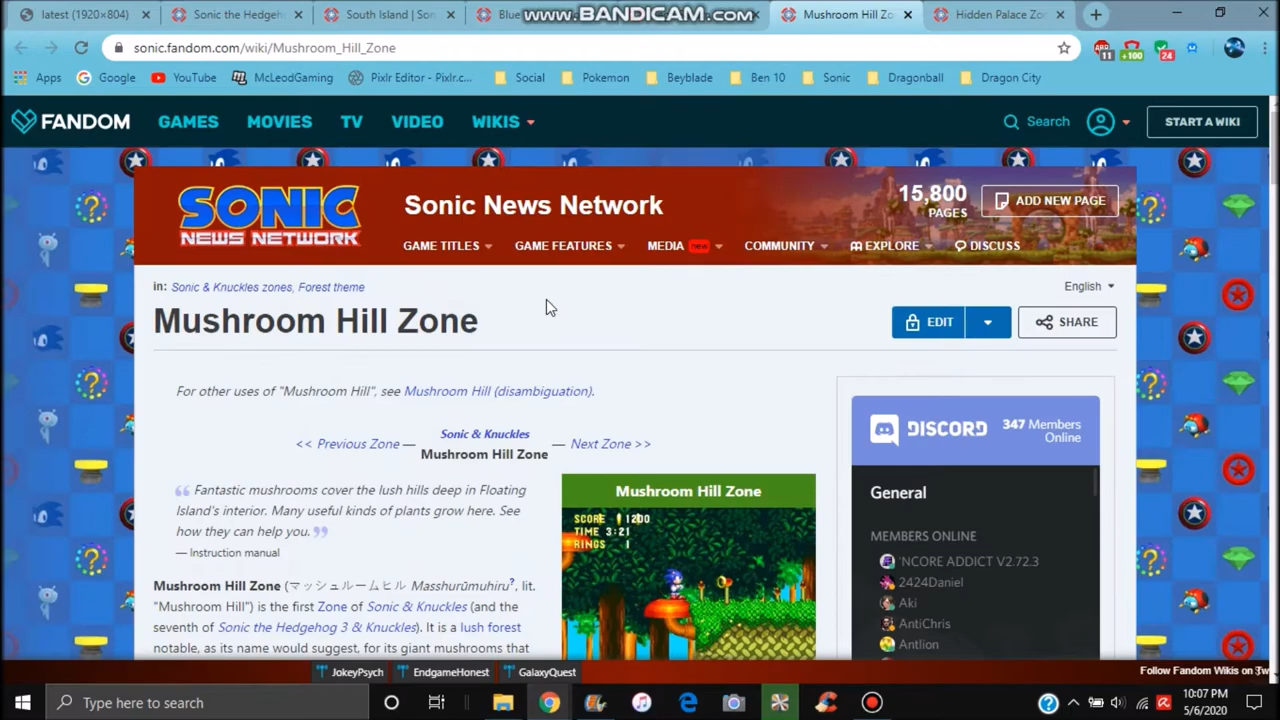 latest (1920×804)
Sonic the Hedgeh
South Island | Son
Blue
www.BANDICAM.com
Mushroom Hill Zo
Hidden Palace Zo
sonic.fandom.com/wiki/Mushroom_Hill_Zone
11
+100
24
Apps
Google
YouTube
McLeodGaming
Pixlr Editor - Pixlr.c...
Social
Pokemon
Beyblade
Ben 10
Sonic
Dragonball
Dragon City
FANDOM
GAMES
MOVIES
TV
VIDEO
WIKIS
Search
START A WIKI
SONIC
NEWS NETWORK
Sonic News Network
15,800
PAGES
ADD NEW PAGE
GAME TITLES
GAME FEATURES
MEDIA new
COMMUNITY
EXPLORE
DISCUSS
in: Sonic & Knuckles zones, Forest theme
English
Mushroom Hill Zone
EDIT
SHARE
For other uses of "Mushroom Hill", see Mushroom Hill (disambiguation).
Sonic & Knuckles
<< Previous Zone —
Mushroom Hill Zone
— Next Zone >>
Fantastic mushrooms cover the lush hills deep in Floating
Island's interior. Many useful kinds of plants grow here. See
how they can help you.
— Instruction manual
Mushroom Hill Zone (マッシュルームヒル Masshurūmuhiru?, lit.
"Mushroom Hill") is the first Zone of Sonic & Knuckles (and the
seventh of Sonic the Hedgehog 3 & Knuckles). It is a lush forest
notable, as its name would suggest, for its giant mushrooms that
Mushroom Hill Zone
SCORE 1200
TIME 3:21
RINGS 1
DISCORD
347 Members
Online
General
MEMBERS ONLINE
'NCORE ADDICT V2.72.3
2424Daniel
Aki
AntiChris
Antlion
JokeyPsych
EndgameHonest
GalaxyQuest
Follow Fandom Wikis on Tw
Type here to search
10:07 PM
5/6/2020